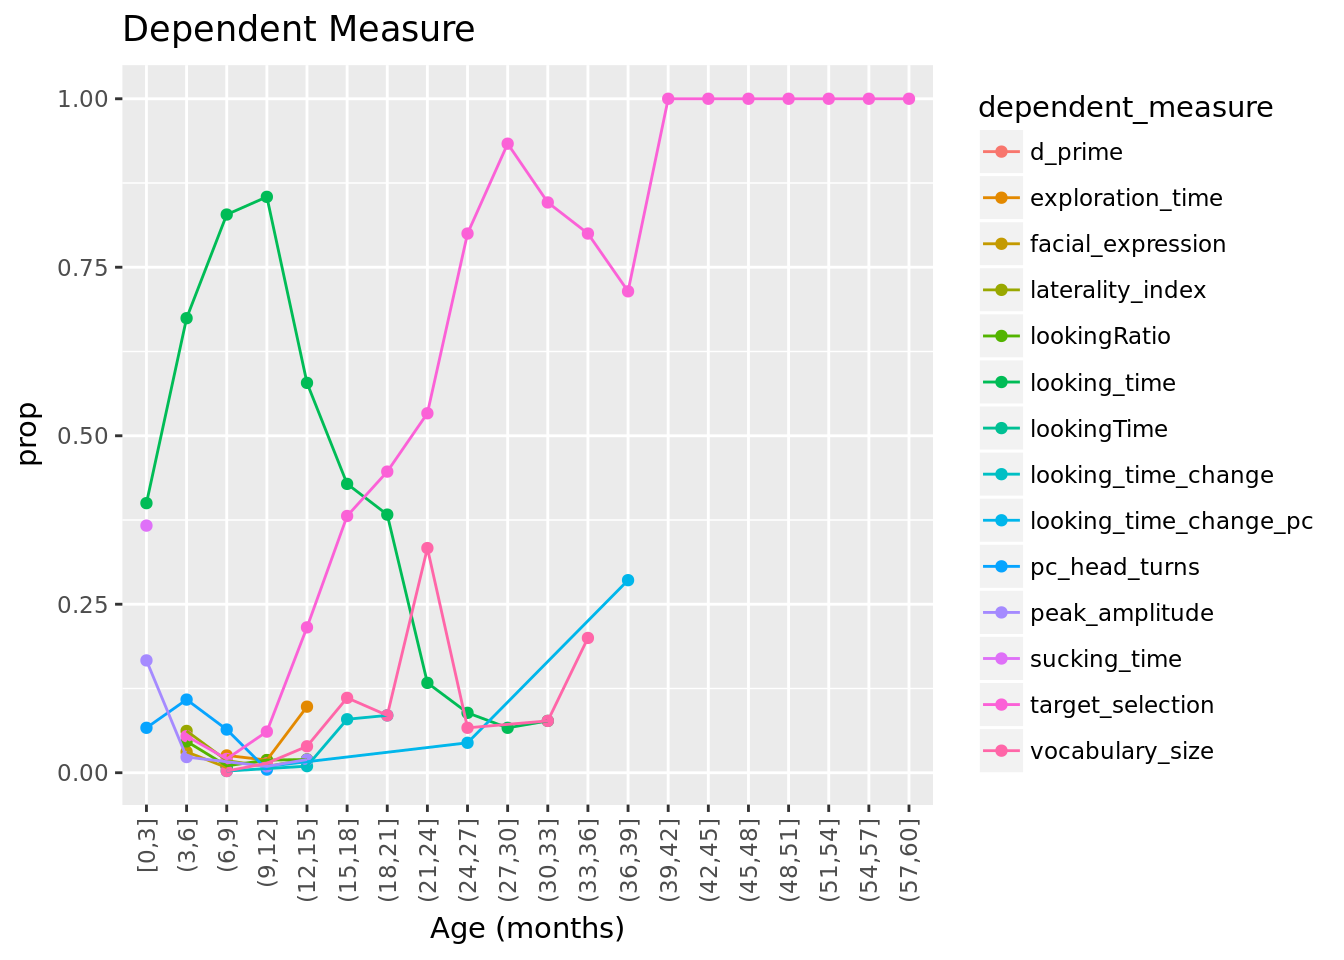 Dependent Measure
1.00
0.75
0.50
0.25
0.00
prop
[0,3]
(3,6]
(6,9]
(9,12]
(12,15]
(15,18]
(18,21]
(21,24]
(24,27]
(27,30]
(30,33]
(33,36]
(36,39]
(39,42]
(42,45]
(45,48]
(48,51]
(51,54]
(54,57]
(57,60]
Age (months)
dependent_measure
d_prime
exploration_time
facial_expression
laterality_index
lookingRatio
looking_time
lookingTime
looking_time_change
looking_time_change_pc
pc_head_turns
peak_amplitude
sucking_time
target_selection
vocabulary_size